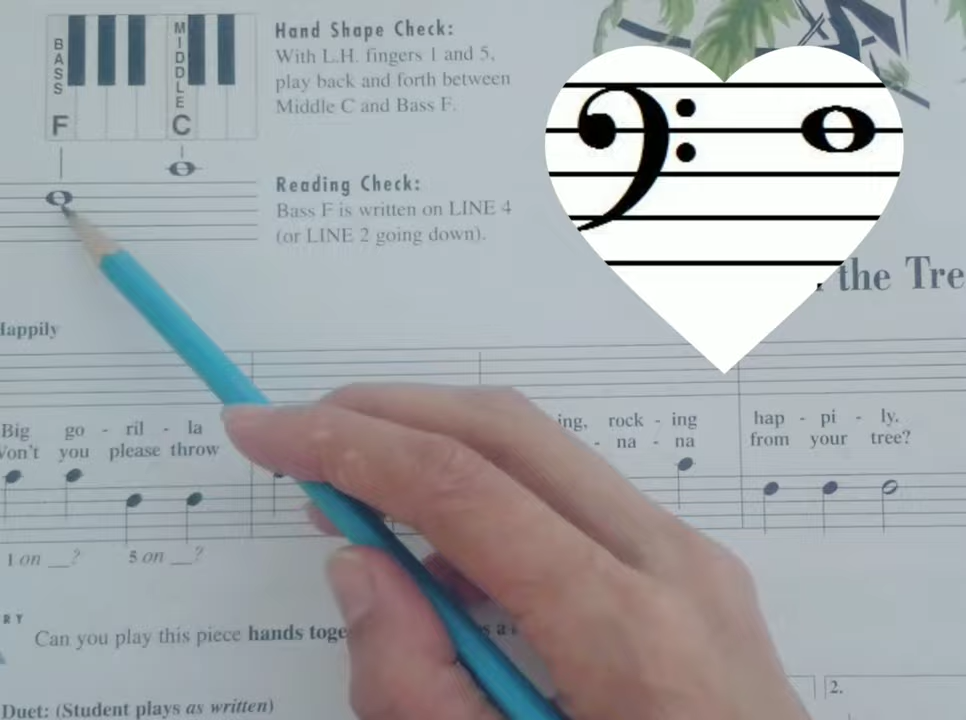 BASS
MIDDLE
F C
Hand Shape Check:
With L.H. fingers 1 and 5,
play back and forth between
Middle C and Bass F.
Reading Check:
Bass F is written on LINE 4
(or LINE 2 going down).
the Tre
Happily
Big go - ril - la ing, rock - ing hap - pi - ly.
Won't you please throw - na - na from your tree?
1 on __? 5 on __?
RY
Can you play this piece hands toge
2.
Duet: (Student plays as written)